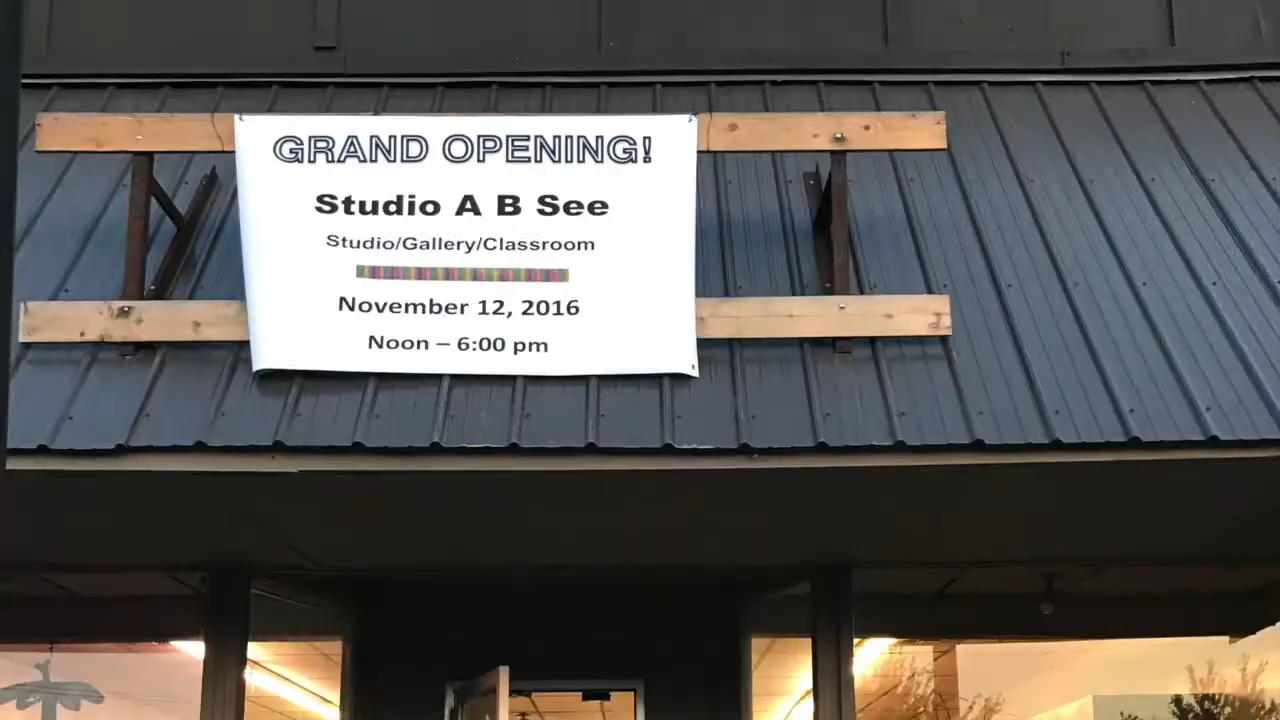 GRAND OPENING!
Studio A B See
Studio/Gallery/Classroom
November 12, 2016
Noon – 6:00 pm